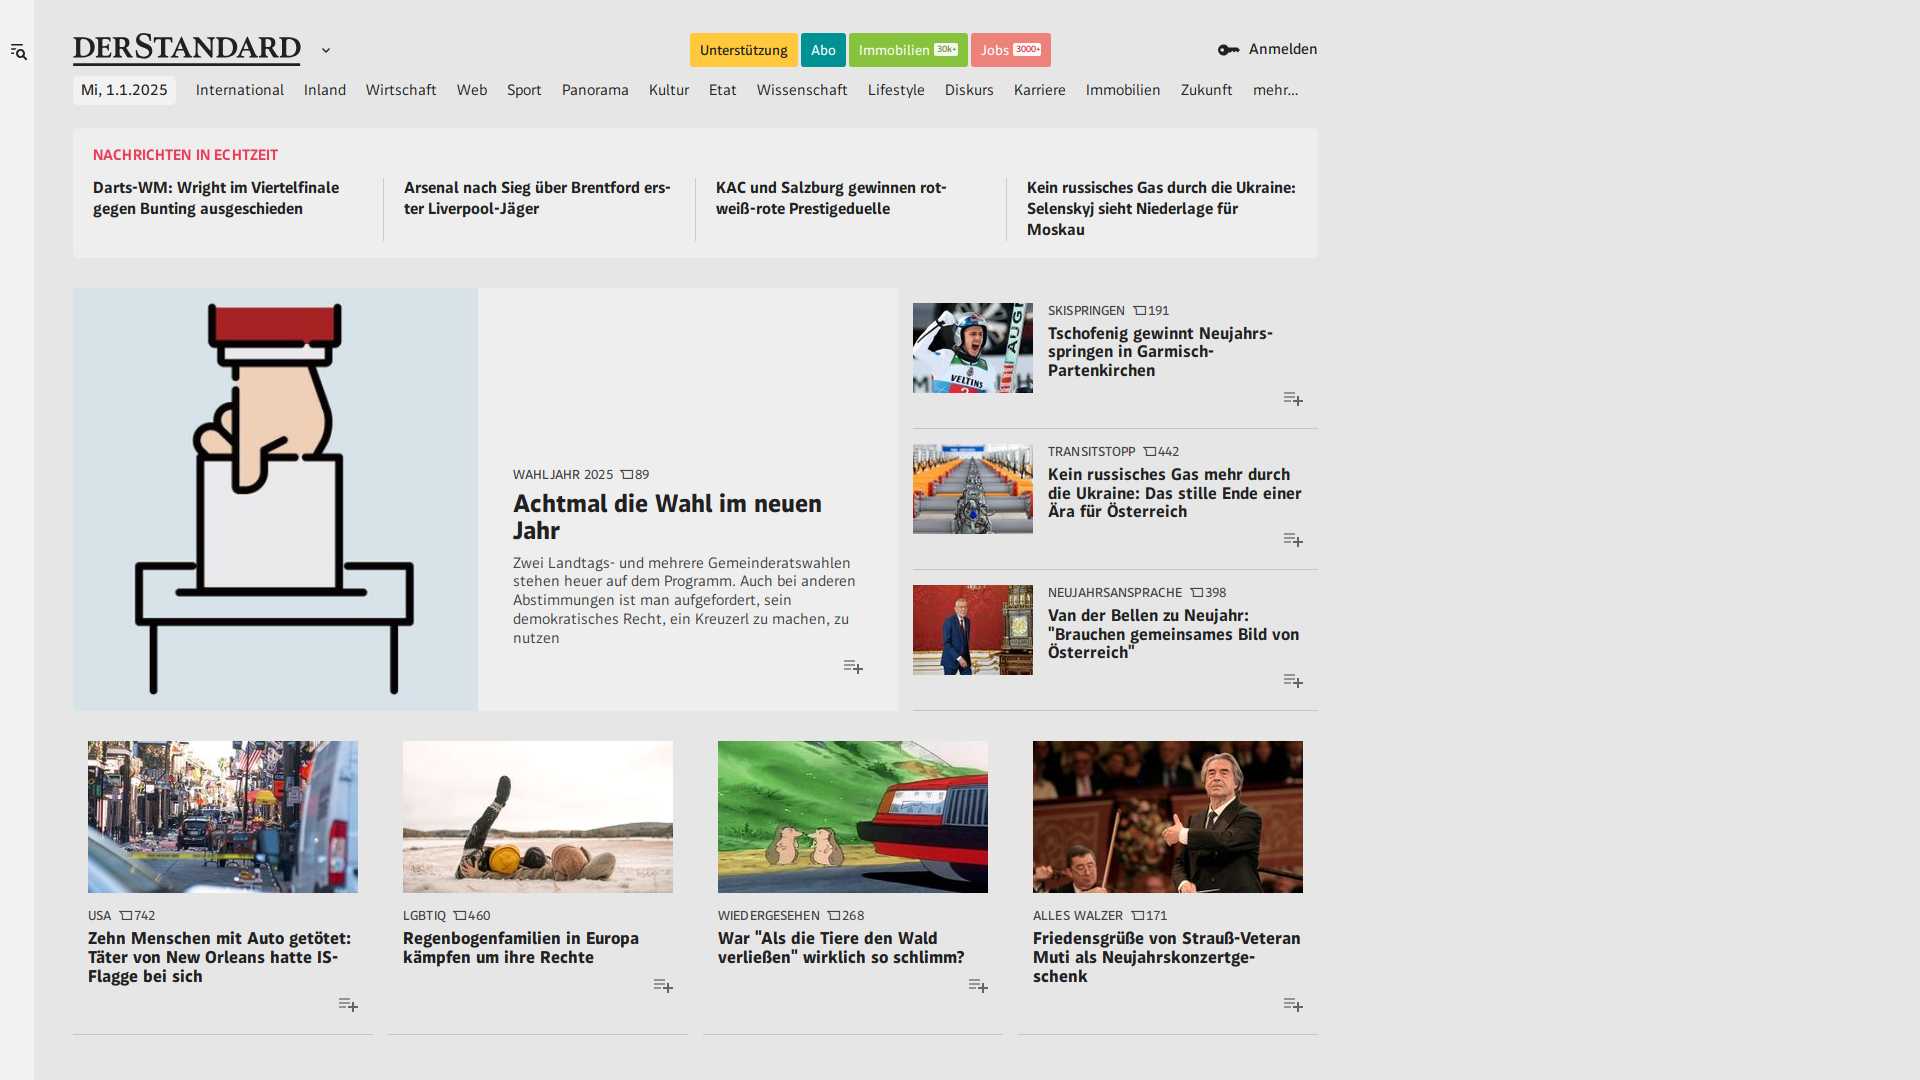 DERSTANDARD
Unterstützung
Abo
Immobilien 30k+
Jobs 3000+
Anmelden
Mi, 1.1.2025
International
Inland
Wirtschaft
Web
Sport
Panorama
Kultur
Etat
Wissenschaft
Lifestyle
Diskurs
Karriere
Immobilien
Zukunft
mehr...
NACHRICHTEN IN ECHTZEIT
Darts-WM: Wright im Viertelfinale
gegen Bunting ausgeschieden
Arsenal nach Sieg über Brentford ers-
ter Liverpool-Jäger
KAC und Salzburg gewinnen rot-
weiß-rote Prestigeduelle
Kein russisches Gas durch die Ukraine:
Selenskyj sieht Niederlage für
Moskau
WAHLJAHR 2025 89
Achtmal die Wahl im neuen
Jahr
Zwei Landtags- und mehrere Gemeinderatswahlen
stehen heuer auf dem Programm. Auch bei anderen
Abstimmungen ist man aufgefordert, sein
demokratisches Recht, ein Kreuzerl zu machen, zu
nutzen
AUG
VELTINS
SKISPRINGEN 191
Tschofenig gewinnt Neujahrs-
springen in Garmisch-
Partenkirchen
TRANSITSTOPP 442
Kein russisches Gas mehr durch
die Ukraine: Das stille Ende einer
Ära für Österreich
NEUJAHRSANSPRACHE 398
Van der Bellen zu Neujahr:
"Brauchen gemeinsames Bild von
Österreich"
USA 742
Zehn Menschen mit Auto getötet:
Täter von New Orleans hatte IS-
Flagge bei sich
LGBTIQ 460
Regenbogenfamilien in Europa
kämpfen um ihre Rechte
WIEDERGESEHEN 268
War "Als die Tiere den Wald
verließen" wirklich so schlimm?
ALLES WALZER 171
Friedensgrüße von Strauß-Veteran
Muti als Neujahrskonzertge-
schenk